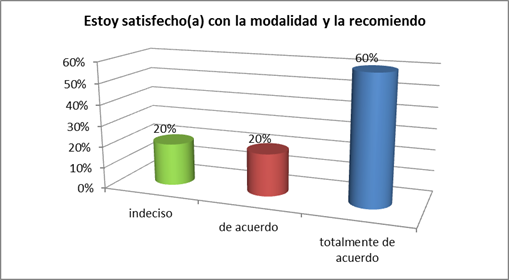 Estoy satisfecho(a) con la modalidad y la recomiendo
60%
50%
40%
30%
20%
10%
0%
20%
20%
60%
indeciso
de acuerdo
totalmente de
acuerdo